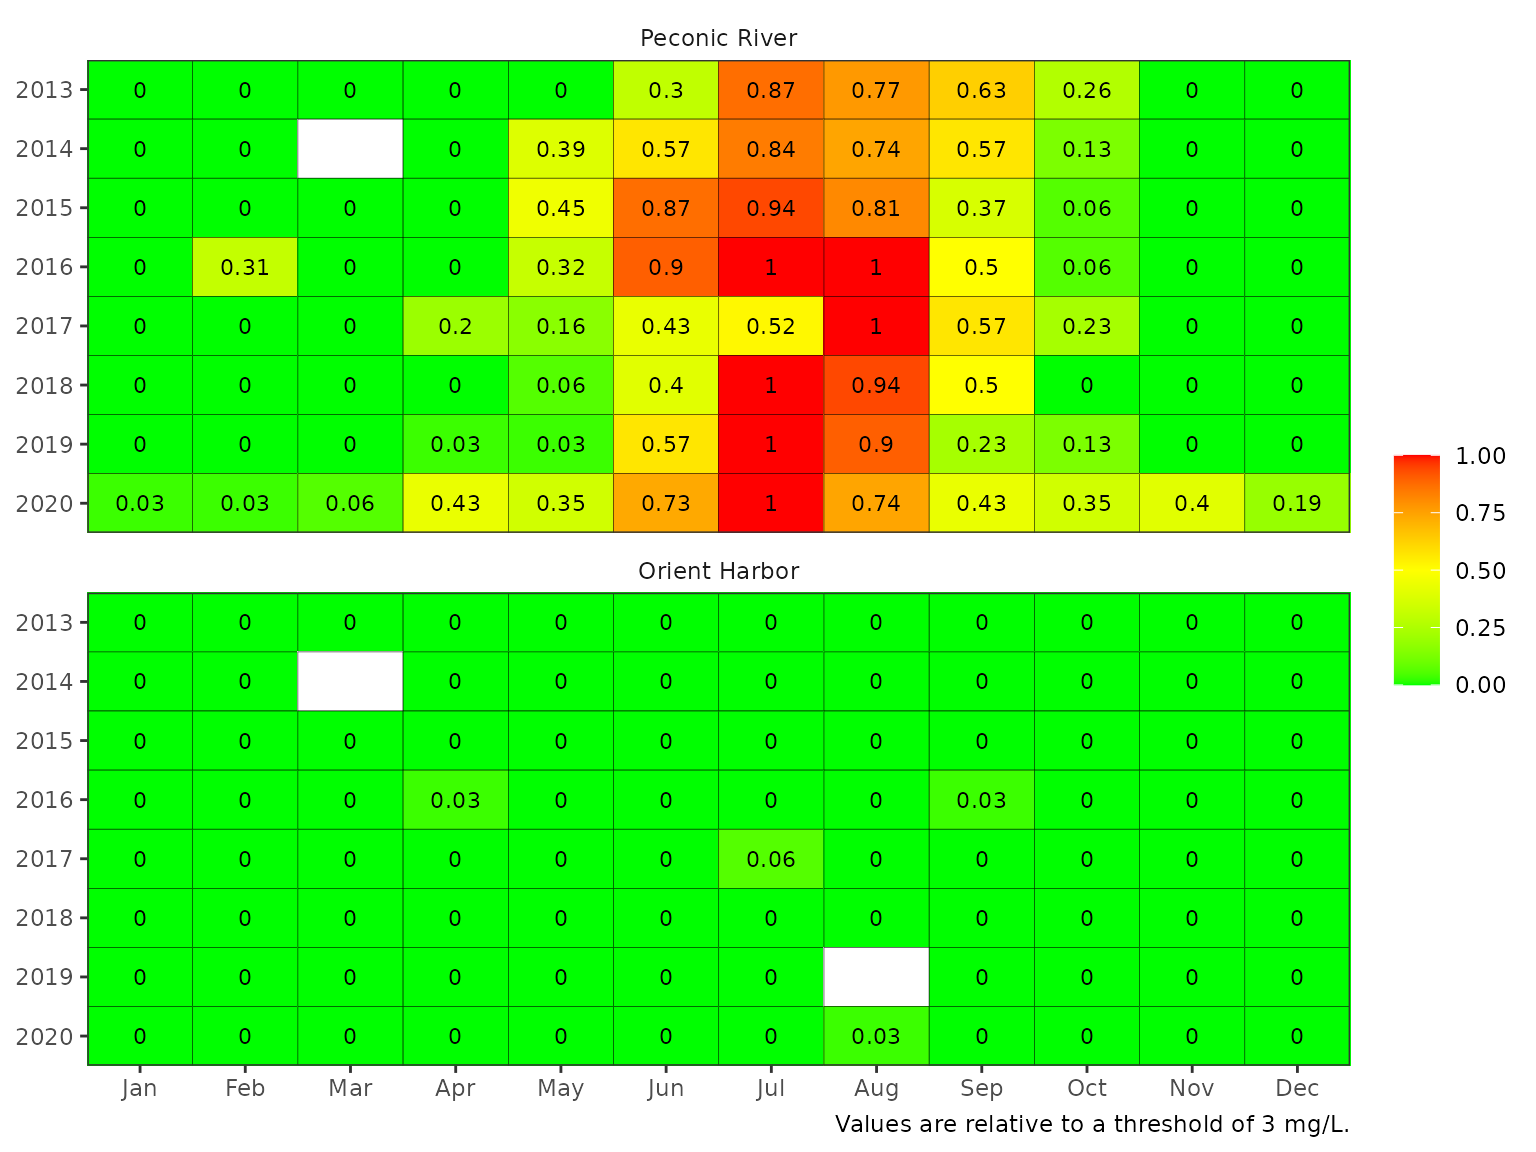 Peconic River
2013 0 0 0 0 0 0.3 0.87 0.77 0.63 0.26 0 0
2014 0 0 0 0.39 0.57 0.84 0.74 0.57 0.13 0 0
2015 0 0 0 0 0.45 0.87 0.94 0.81 0.37 0.06 0 0
2016 0 0.31 0 0 0.32 0.9 1 1 0.5 0.06 0 0
2017 0 0 0 0.2 0.16 0.43 0.52 1 0.57 0.23 0 0
2018 0 0 0 0 0.06 0.4 1 0.94 0.5 0 0 0
2019 0 0 0 0.03 0.03 0.57 1 0.9 0.23 0.13 0 0
2020 0.03 0.03 0.06 0.43 0.35 0.73 1 0.74 0.43 0.35 0.4 0.19
Orient Harbor
2013 0 0 0 0 0 0 0 0 0 0 0 0
2014 0 0 0 0 0 0 0 0 0 0 0
2015 0 0 0 0 0 0 0 0 0 0 0 0
2016 0 0 0 0.03 0 0 0 0 0.03 0 0 0
2017 0 0 0 0 0 0 0.06 0 0 0 0 0
2018 0 0 0 0 0 0 0 0 0 0 0 0
2019 0 0 0 0 0 0 0 0 0 0 0
2020 0 0 0 0 0 0 0 0.03 0 0 0 0
Jan Feb Mar Apr May Jun Jul Aug Sep Oct Nov Dec
Values are relative to a threshold of 3 mg/L.
1.00
0.75
0.50
0.25
0.00